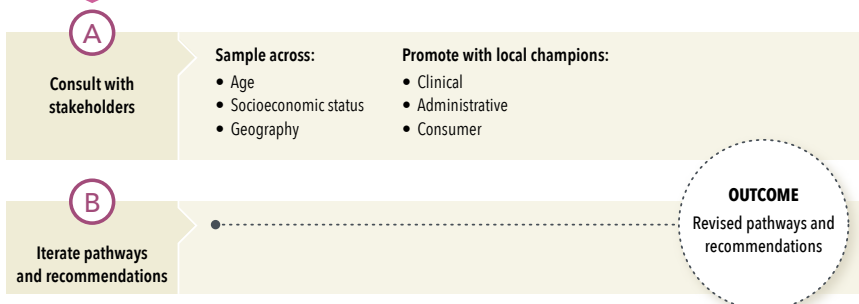 A
Consult with
stakeholders
Sample across:
• Age
• Socioeconomic status
• Geography
Promote with local champions:
• Clinical
• Administrative
• Consumer
B
Iterate pathways
and recommendations
OUTCOME
Revised pathways and
recommendations